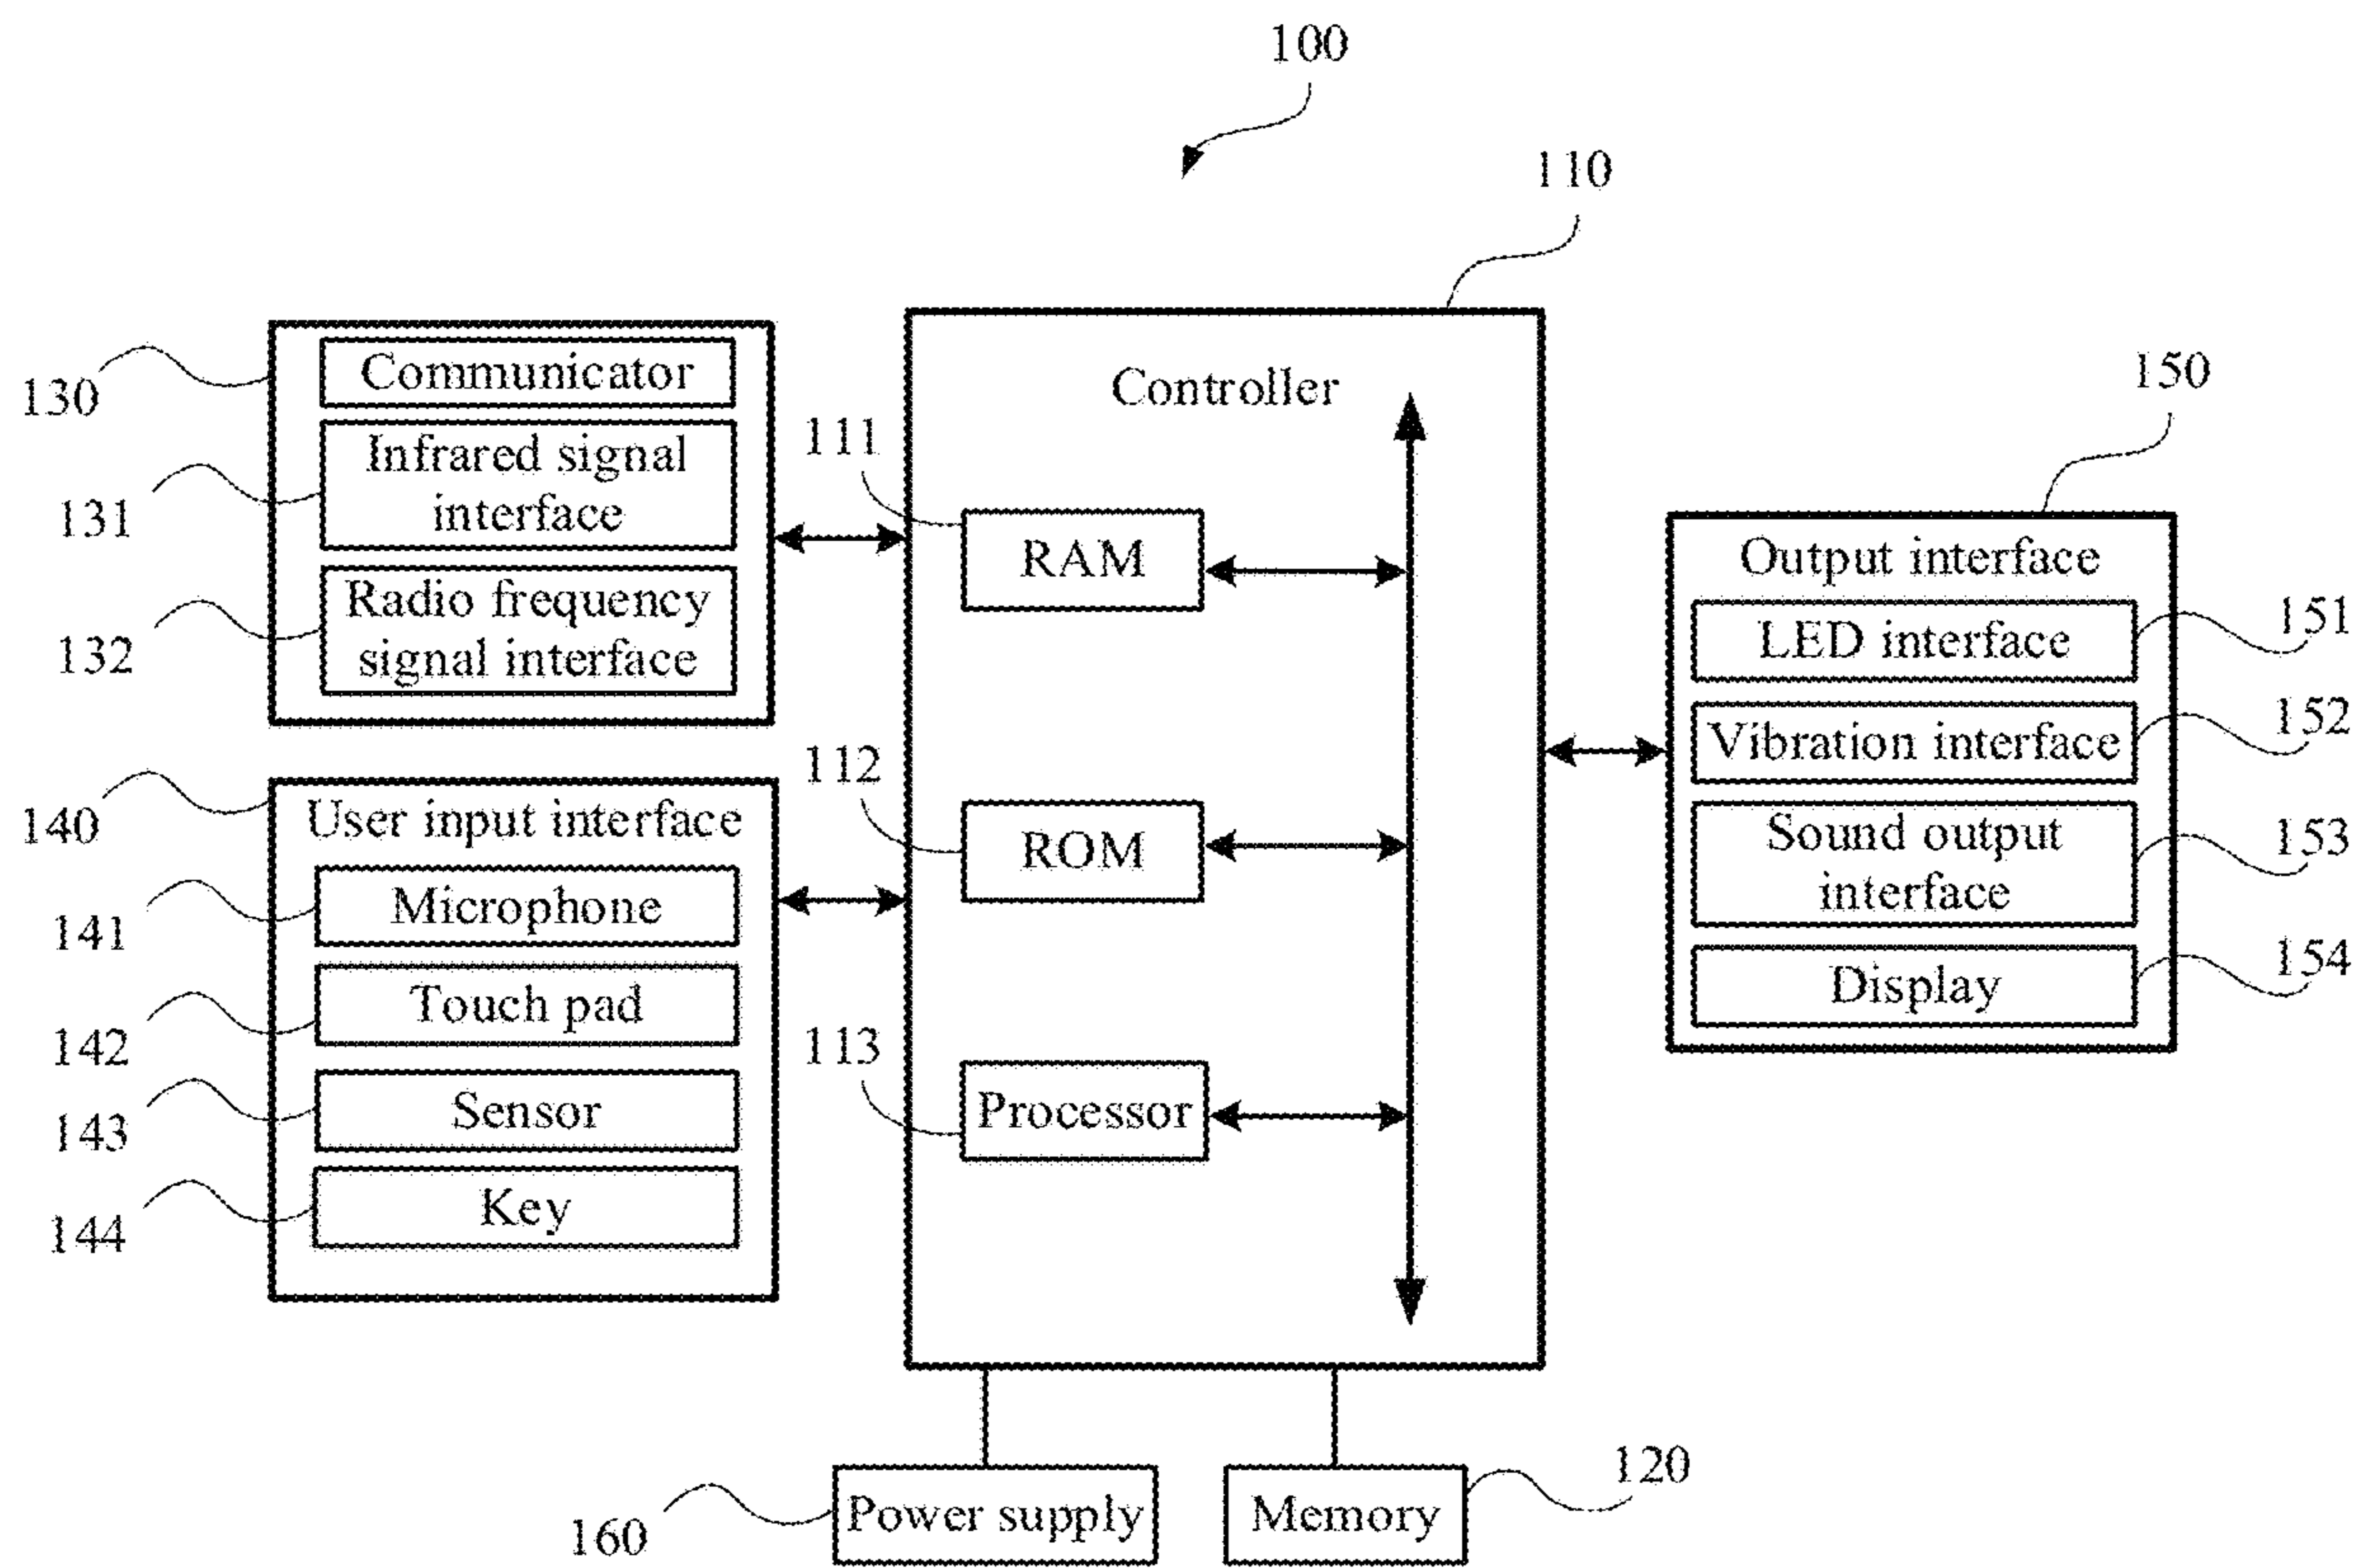 100
110
130
Communicator
Infrared signal
interface
131
Radio frequency
signal interface
132
140
User input interface
Microphone
141
Touch pad
142
Sensor
143
Key
144
Controller
111
RAM
112
ROM
113
Processor
150
Output interface
LED interface
151
Vibration interface
152
Sound output
interface
153
Display
154
160
Power supply
Memory
120